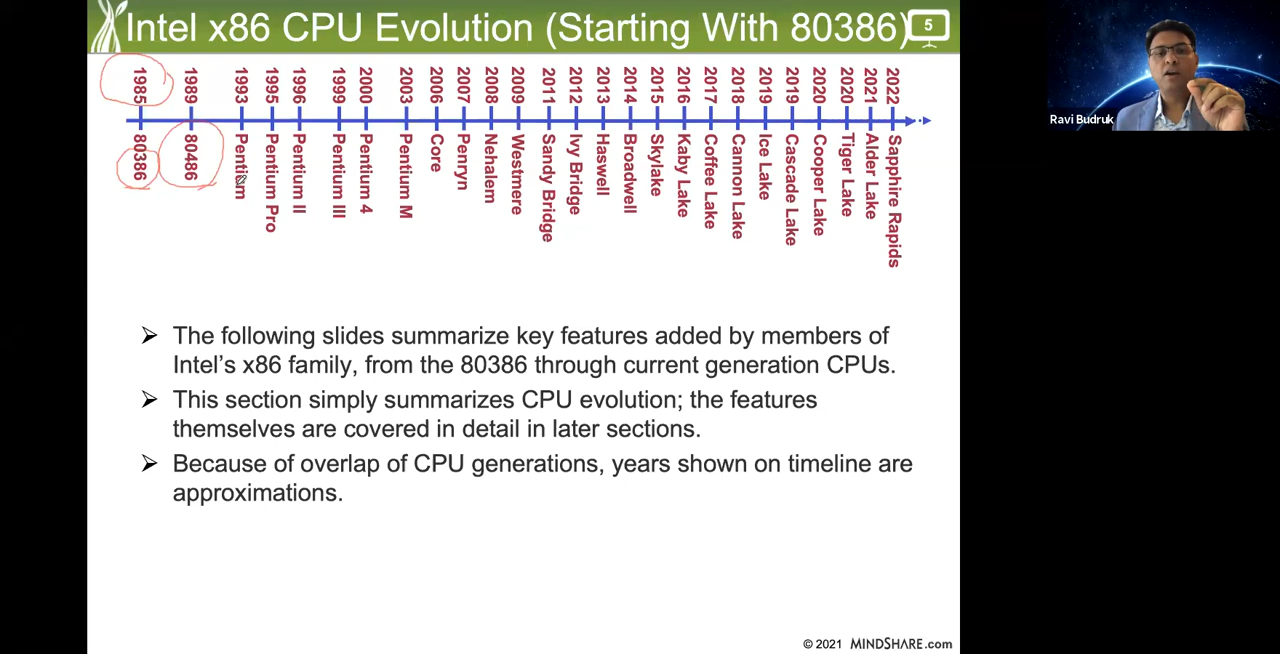 Intel x86 CPU Evolution (Starting With 80386)
5
1985 80386
1989 80486
1993 Pentium
1995 Pentium Pro
1996 Pentium II
1999 Pentium III
2000 Pentium 4
2003 Pentium M
2006 Core
2007 Penryn
2008 Nehalem
2009 Westmere
2011 Sandy Bridge
2012 Ivy Bridge
2013 Haswell
2014 Broadwell
2015 Skylake
2016 Kaby Lake
2017 Coffee Lake
2018 Cannon Lake
2019 Ice Lake
2019 Cascade Lake
2020 Cooper Lake
2020 Tiger Lake
2021 Alder Lake
2022 Sapphire Rapids
Ravi Budruk
The following slides summarize key features added by members of
Intel’s x86 family, from the 80386 through current generation CPUs.
This section simply summarizes CPU evolution; the features
themselves are covered in detail in later sections.
Because of overlap of CPU generations, years shown on timeline are
approximations.
© 2021 MINDSHARE.com